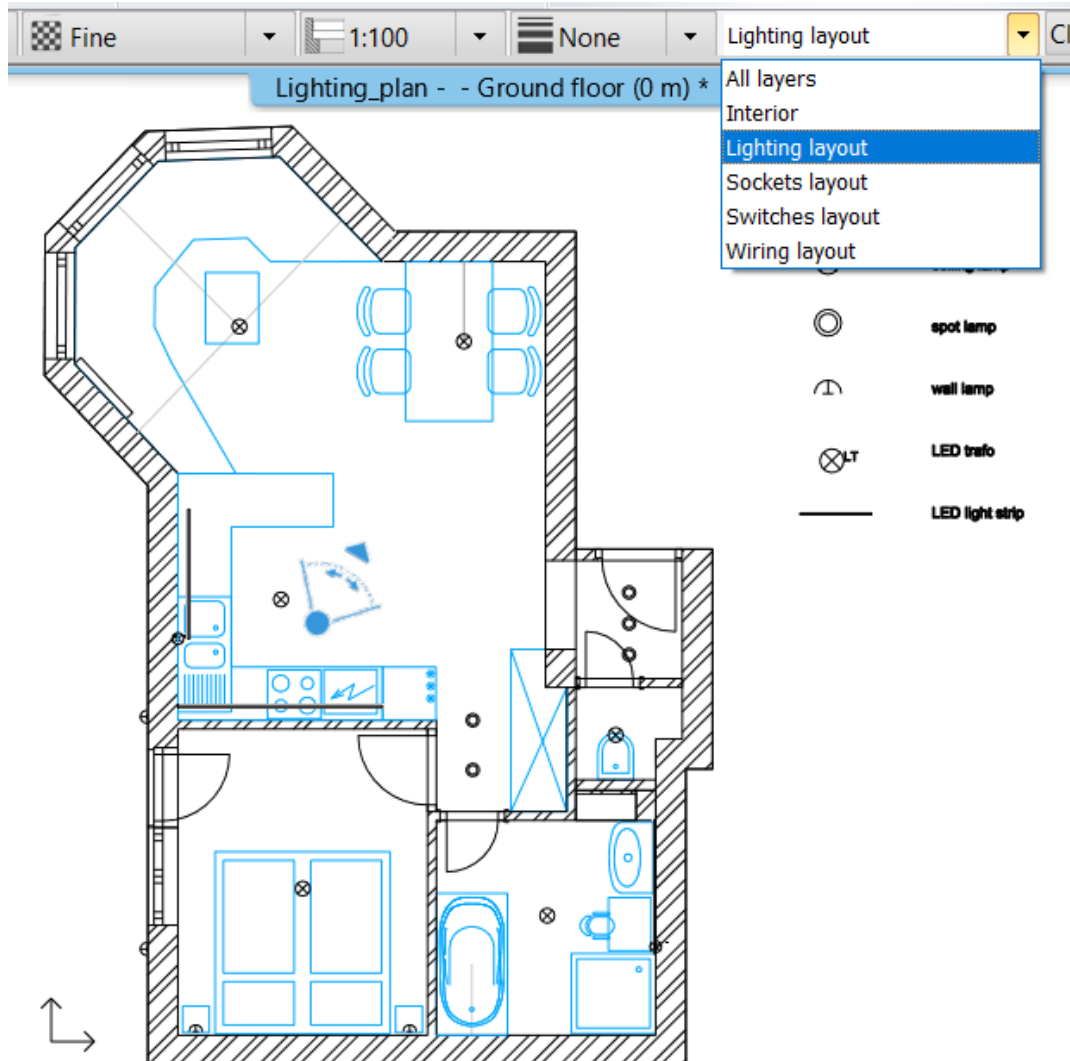 Fine
1:100
None
Lighting layout
Lighting_plan - - Ground floor (0 m) *
All layers
Interior
Lighting layout
Sockets layout
Switches layout
Wiring layout
spot lamp
wall lamp
LT
LED trafo
LED light strip